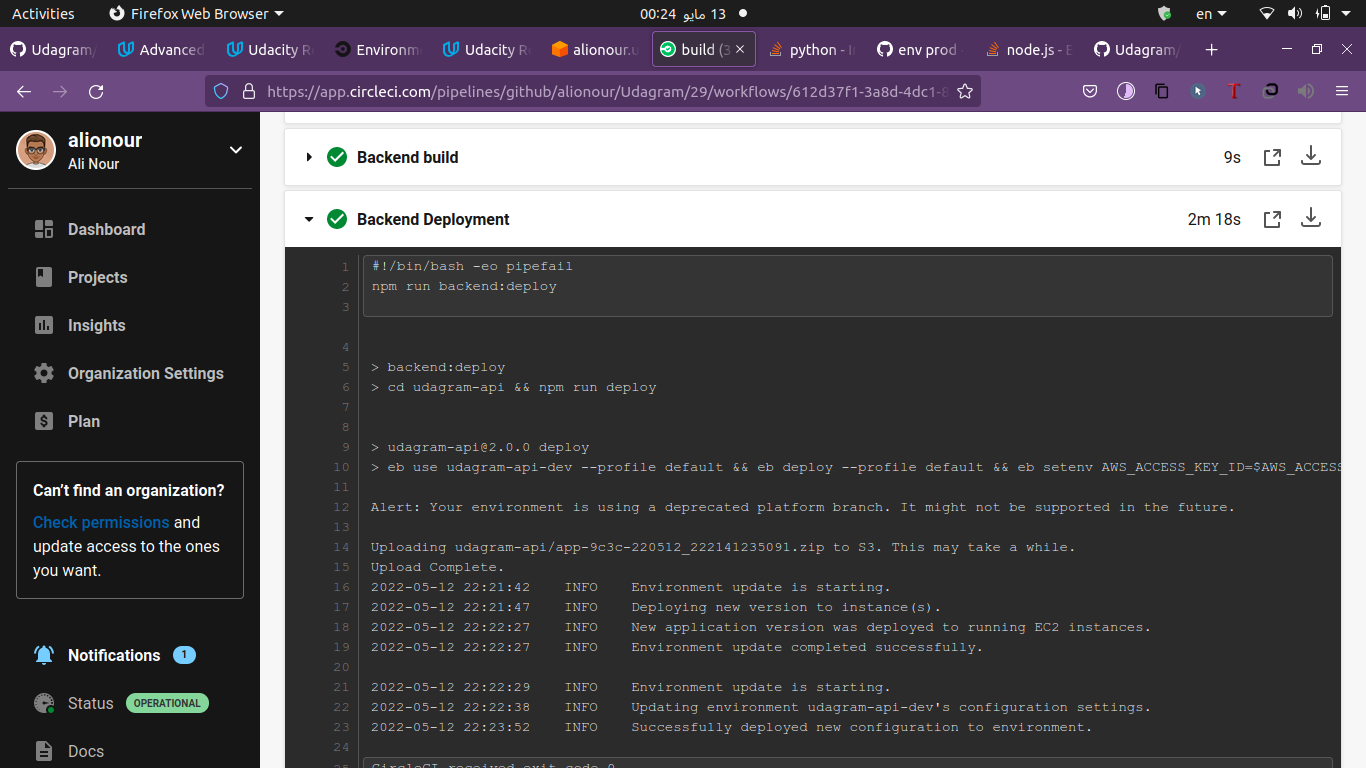 Activities
Firefox Web Browser
00:24 13 مايو
en
Udagram/
Advanced
Udacity R
Environm
Udacity R
alionour.u
build (3
python - I
env prod
node.js - E
Udagram/
https://app.circleci.com/pipelines/github/alionour/Udagram/29/workflows/612d37f1-3a8d-4dc1-8
alionour
Ali Nour
Dashboard
Projects
Insights
Organization Settings
Plan
Can't find an organization?
Check permissions and
update access to the ones
you want.
Notifications 1
Status OPERATIONAL
Docs
Backend build 9s
Backend Deployment 2m 18s
1 #!/bin/bash -eo pipefail
2 npm run backend:deploy
3
4
5 > backend:deploy
6 > cd udagram-api && npm run deploy
7
8
9 > udagram-api@2.0.0 deploy
10 > eb use udagram-api-dev --profile default && eb deploy --profile default && eb setenv AWS_ACCESS_KEY_ID=$AWS_ACCESS
11
12 Alert: Your environment is using a deprecated platform branch. It might not be supported in the future.
13
14 Uploading udagram-api/app-9c3c-220512_222141235091.zip to S3. This may take a while.
15 Upload Complete.
16 2022-05-12 22:21:42 INFO Environment update is starting.
17 2022-05-12 22:21:47 INFO Deploying new version to instance(s).
18 2022-05-12 22:22:27 INFO New application version was deployed to running EC2 instances.
19 2022-05-12 22:22:27 INFO Environment update completed successfully.
20
21 2022-05-12 22:22:29 INFO Environment update is starting.
22 2022-05-12 22:22:38 INFO Updating environment udagram-api-dev's configuration settings.
23 2022-05-12 22:23:52 INFO Successfully deployed new configuration to environment.
24
25 CircleCI received exit code 0